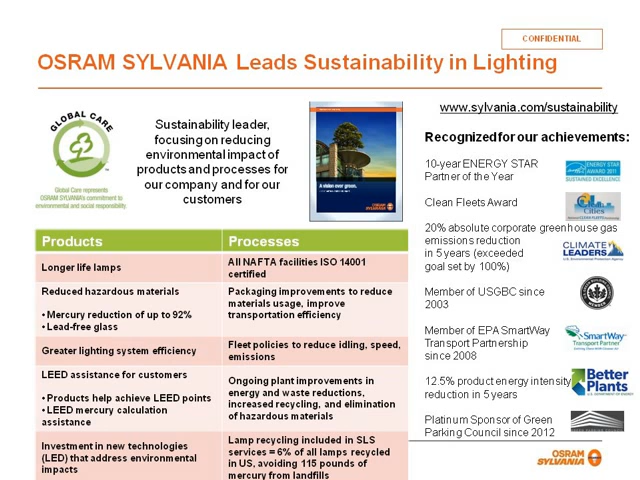 CONFIDENTIAL
OSRAM SYLVANIA Leads Sustainability in Lighting
GLOBAL CARE
Global Care represents
OSRAM SYLVANIA's commitment to
environmental and social responsibility
Sustainability leader,
focusing on reducing
environmental impact of
products and processes for
our company and for our
customers
A vision ever green.
OSRAM
SYLVANIA
www.sylvania.com/sustainability
Recognized for our achievements:
10-year ENERGY STAR
Partner of the Year
ENERGY STAR
AWARD 2011
SUSTAINED EXCELLENCE
Clean Fleets Award
Cities
20% absolute corporate greenhouse gas
emissions reduction
in 5 years (exceeded
goal set by 100%)
CLIMATE
LEADERS
U.S. Environmental Protection Agency
Member of USGBC since
2003
Member of EPA SmartWay
Transport Partnership
since 2008
SmartWay
Transport Partner
12.5% product energy intensity
reduction in 5 years
Better
Plants
U.S. DEPARTMENT OF ENERGY
Platinum Sponsor of Green
Parking Council since 2012
Products
Processes
Longer life lamps
All NAFTA facilities ISO 14001
certified
Reduced hazardous materials
• Mercury reduction of up to 92%
• Lead-free glass
Packaging improvements to reduce
materials usage, improve
transportation efficiency
Greater lighting system efficiency
Fleet policies to reduce idling, speed,
emissions
LEED assistance for customers
• Products help achieve LEED points
• LEED mercury calculation
assistance
Ongoing plant improvements in
energy and waste reductions,
increased recycling, and elimination
of hazardous materials
Investment in new technologies
(LED) that address environmental
impacts
Lamp recycling included in SLS
services = 6% of all lamps recycled
in US, avoiding 115 pounds of
mercury from landfills
OSRAM
SYLVANIA